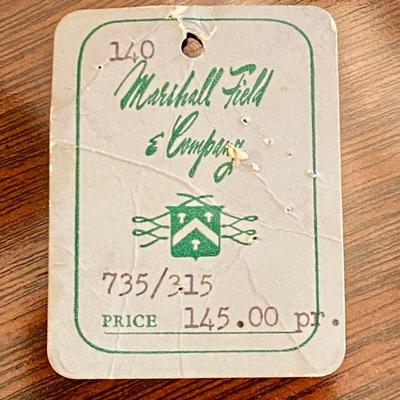 140
Marshall Field
& Company
735/315
PRICE 145.00 pr.